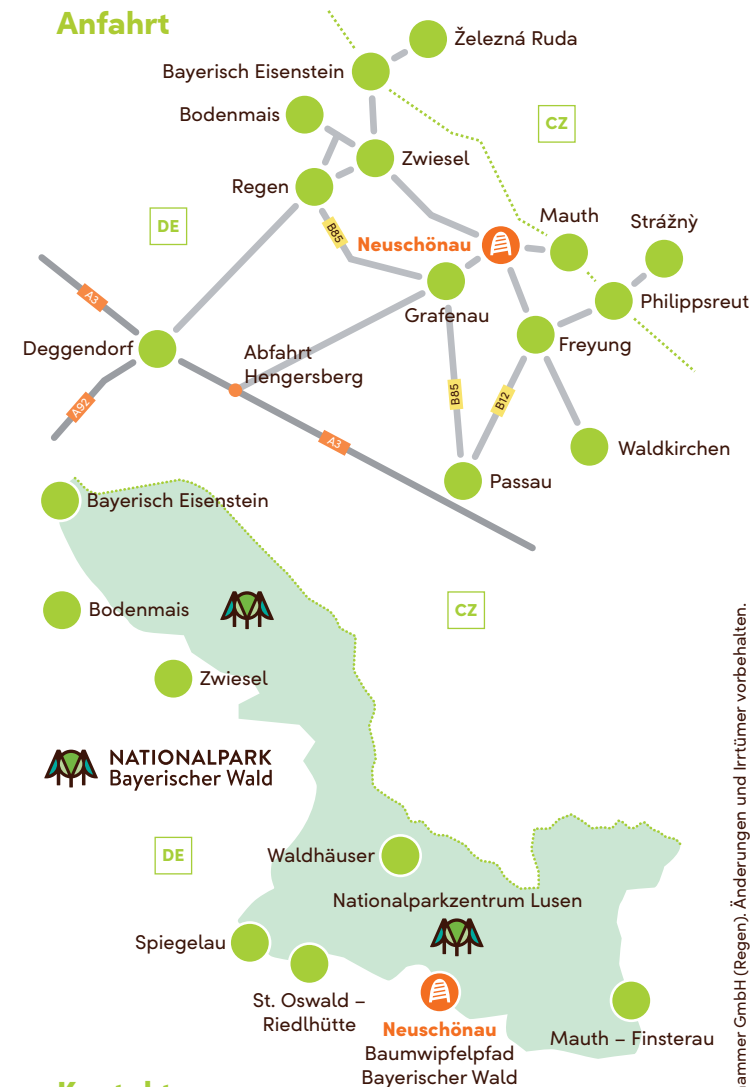 Anfahrt
Železná Ruda
Bayerisch Eisenstein
Bodenmais
CZ
Zwiesel
Regen
DE
Mauth
Strážnỳ
B85
Neuschönau
A3
Grafenau
Philippsreut
Deggendorf
Abfahrt
Hengersberg
Freyung
A92
B85
B12
A3
Waldkirchen
Passau
Bayerisch Eisenstein
Bodenmais
CZ
Zwiesel
NATIONALPARK
Bayerischer Wald
DE
Waldhäuser
Nationalparkzentrum Lusen
Spiegelau
St. Oswald –
Riedlhütte
Neuschönau
Baumwipfelpfad
Bayerischer Wald
Mauth – Finsterau
GmbH (Regen). Änderungen und Irrtümer vorbehalten.